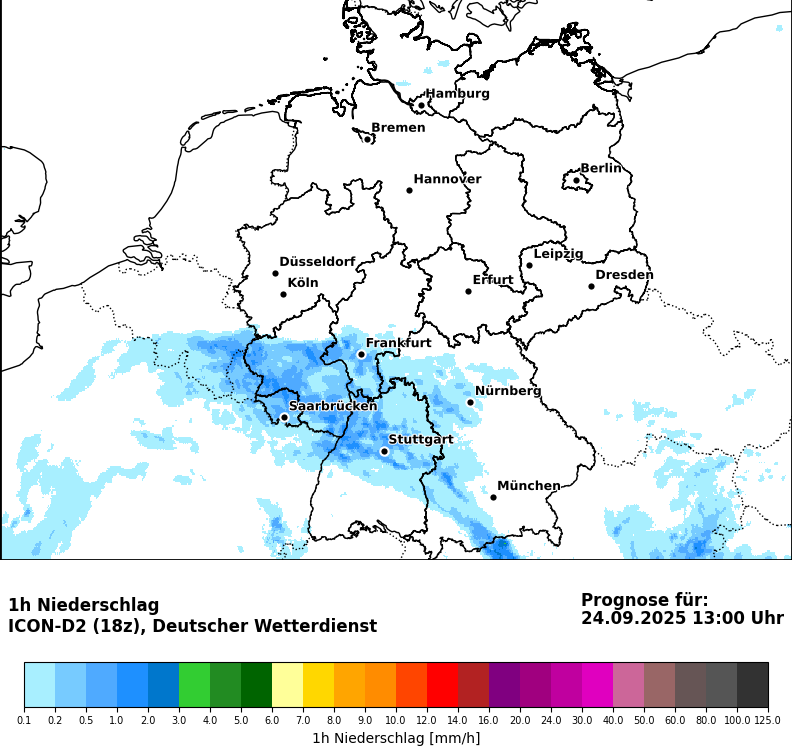 Hamburg
Bremen
Berlin
Hannover
Leipzig
Düsseldorf
Dresden
Köln
Erfurt
Frankfurt
Nürnberg
Saarbrücken
Stuttgart
München
1h Niederschlag
ICON-D2 (18z), Deutscher Wetterdienst
Prognose für:
24.09.2025 13:00 Uhr
0.1 0.2 0.5 1.0 2.0 3.0 4.0 5.0 6.0 7.0 8.0 9.0 10.0 12.0 14.0 16.0 20.0 24.0 30.0 40.0 50.0 60.0 80.0 100.0 125.0
1h Niederschlag [mm/h]